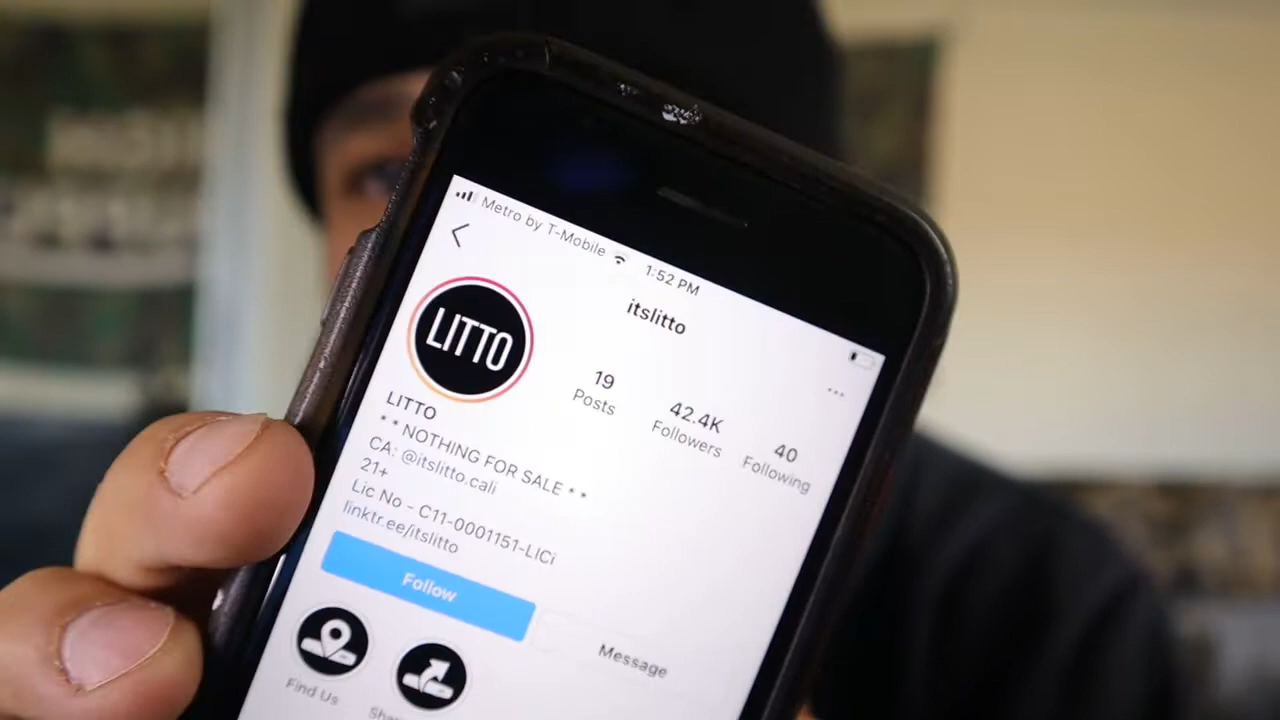 Metro by T-Mobile 1:52 PM
itslitto
LITTO
19
Posts
42.4K
Followers
40
Following
LITTO
* * NOTHING FOR SALE * *
CA: @itslitto.cali
21+
Lic No - C11-0001151-LICi
linktr.ee/itslitto
Follow
Message
Find Us